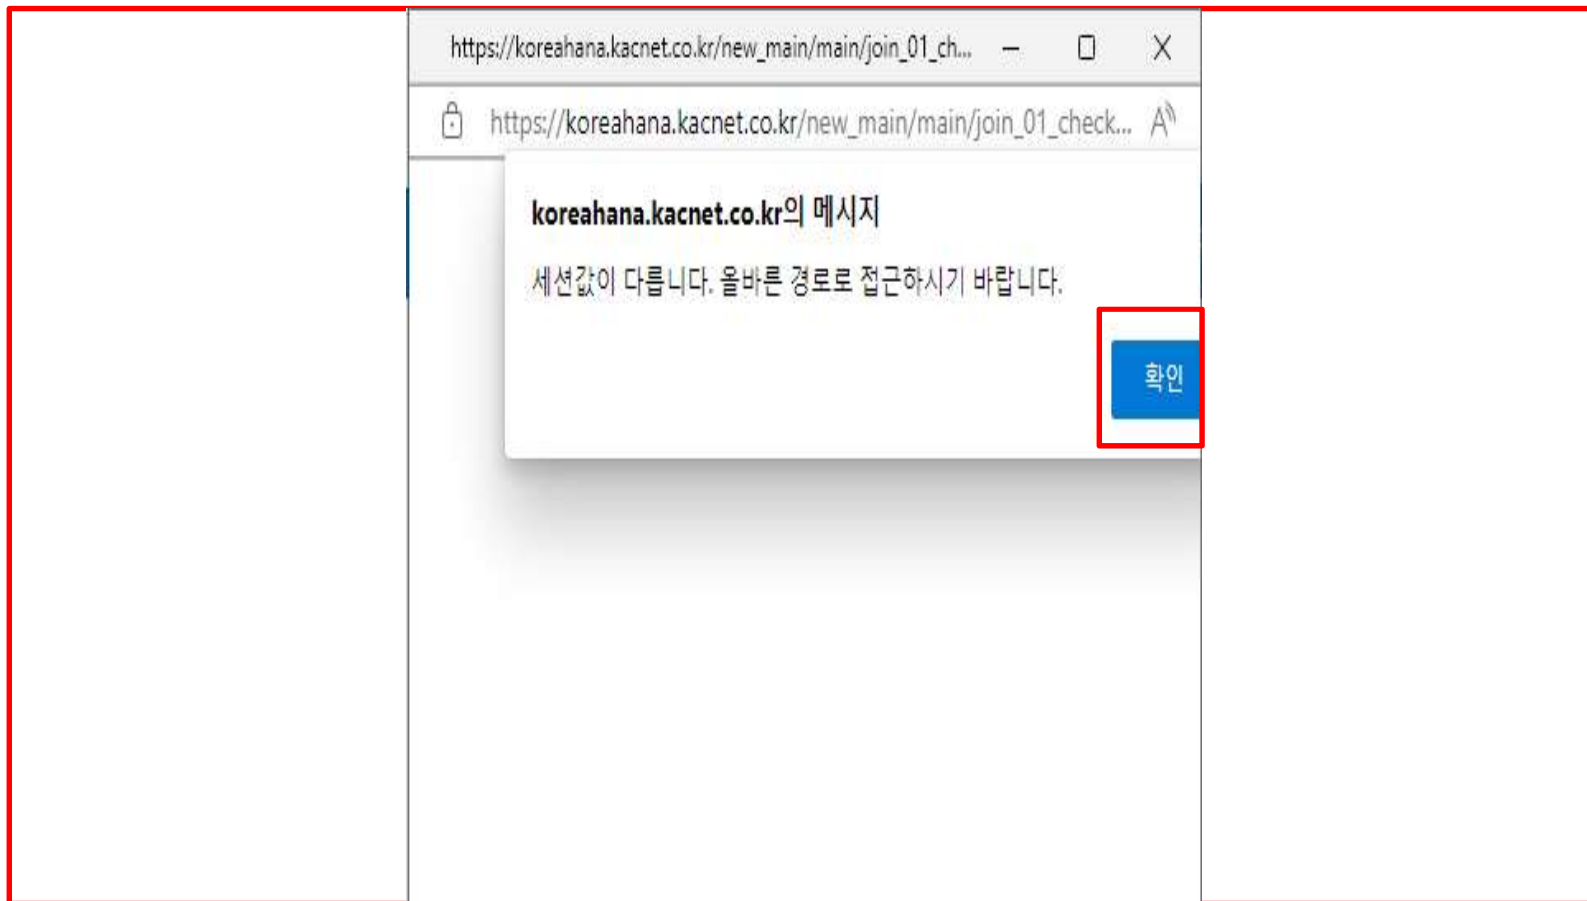 https://koreahana.kacnet.co.kr/new_main/main/join_01_ch...
https://koreahana.kacnet.co.kr/new_main/main/join_01_check...
koreahana.kacnet.co.kr의 메시지
세션값이 다릅니다. 올바른 경로로 접근하시기 바랍니다.
확인